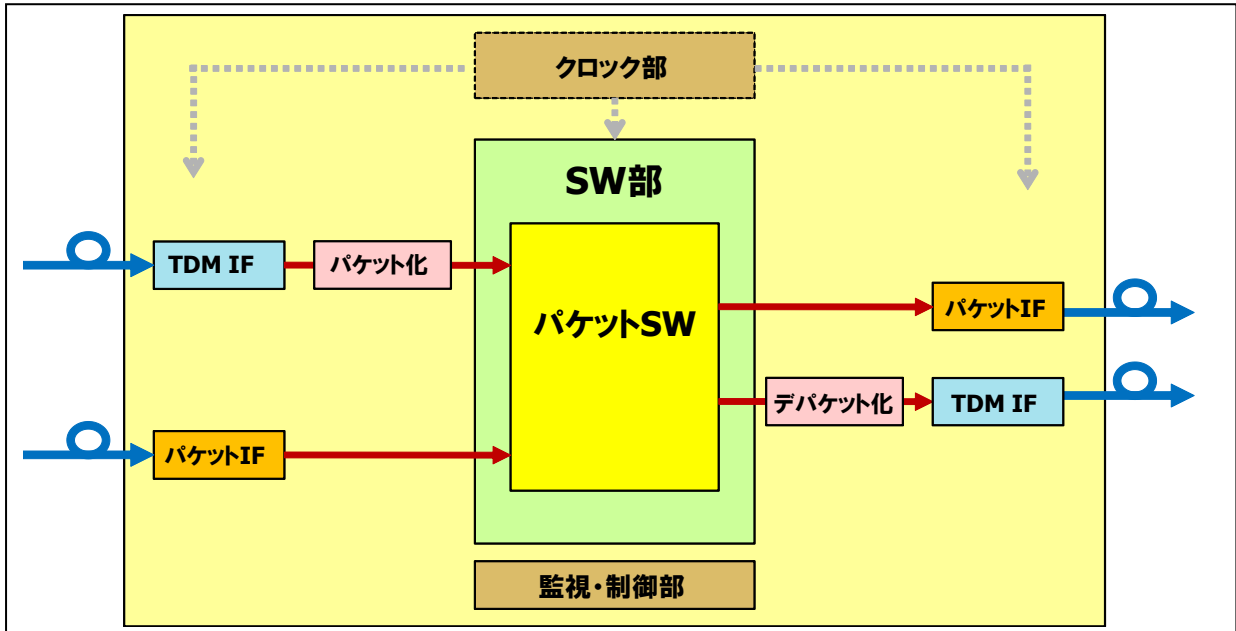 クロック部
SW部
TDM IF
パケット化
パケットSW
パケットIF
デパケット化
TDM IF
パケットIF
監視・制御部